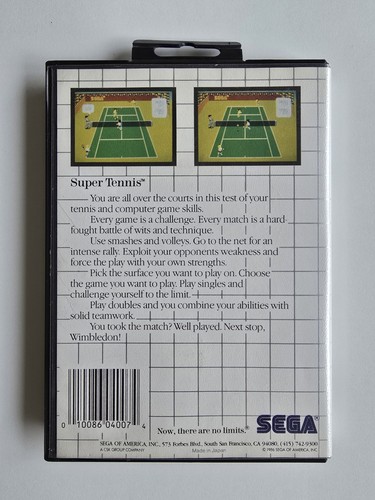 Super Tennis™
You are all over the courts in this test of your
tennis and computer game skills.
Every game is a challenge. Every match is a hard-
fought battle of wits and technique.
Use smashes and volleys. Go to the net for an
intense rally. Exploit your opponents weakness and
force the play with your own strengths.
Pick the surface you want to play on. Choose
the game you want to play. Play singles and
challenge yourself to the limit.
Play doubles and you combine your abilities with
solid teamwork.
You took the match? Well played. Next stop,
Wimbledon!
0 10086 04007 4
Now, there are no limits.® SEGA®
SEGA OF AMERICA, INC., 573 Forbes Blvd., South San Francisco, CA 94080. (415) 742-9300
A CSK GROUP COMPANY Made in Japan © 1986 SEGA OF AMERICA, INC.